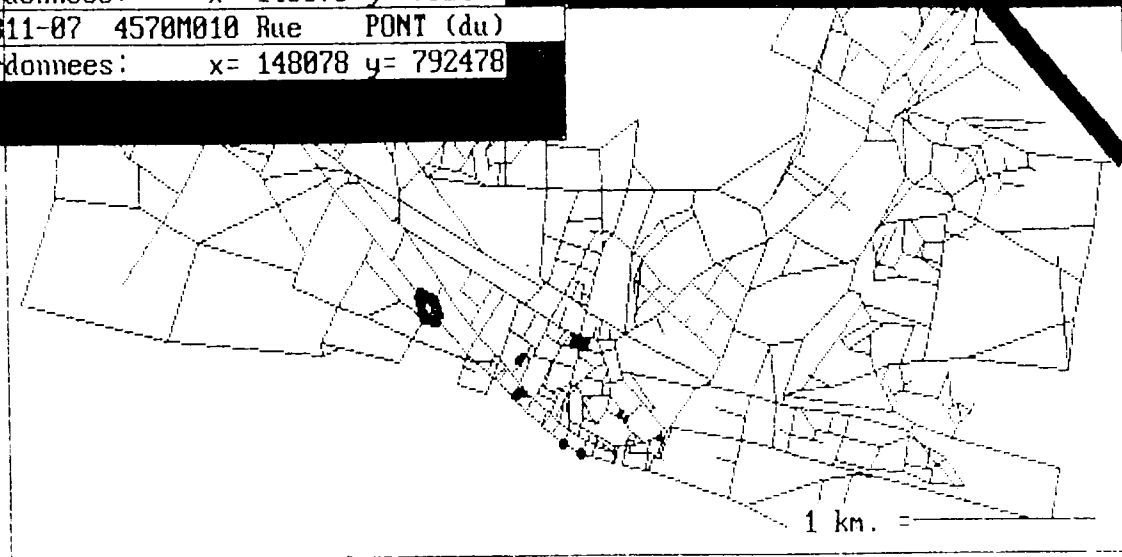 11-07 4570M010 Rue PONT (du)
donnees: x= 148078 y= 792478
1 km. =